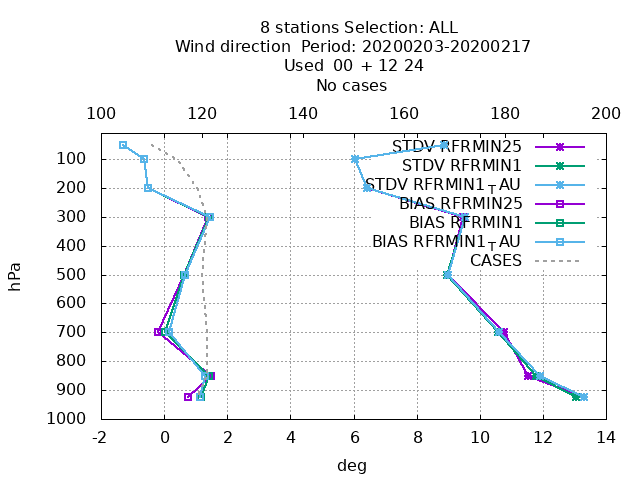 8 stations Selection: ALL
Wind direction  Period: 20200203-20200217
Used  00 + 12 24
No cases
100 120 140 160 180 200
STDV RFRMIN25
STDV RFRMIN1
STDV RFRMIN1TAU
BIAS RFRMIN25
BIAS RFRMIN1
BIAS RFRMIN1TAU
CASES
hPa
100
200
300
400
500
600
700
800
900
1000
-2 0 2 4 6 8 10 12 14
deg